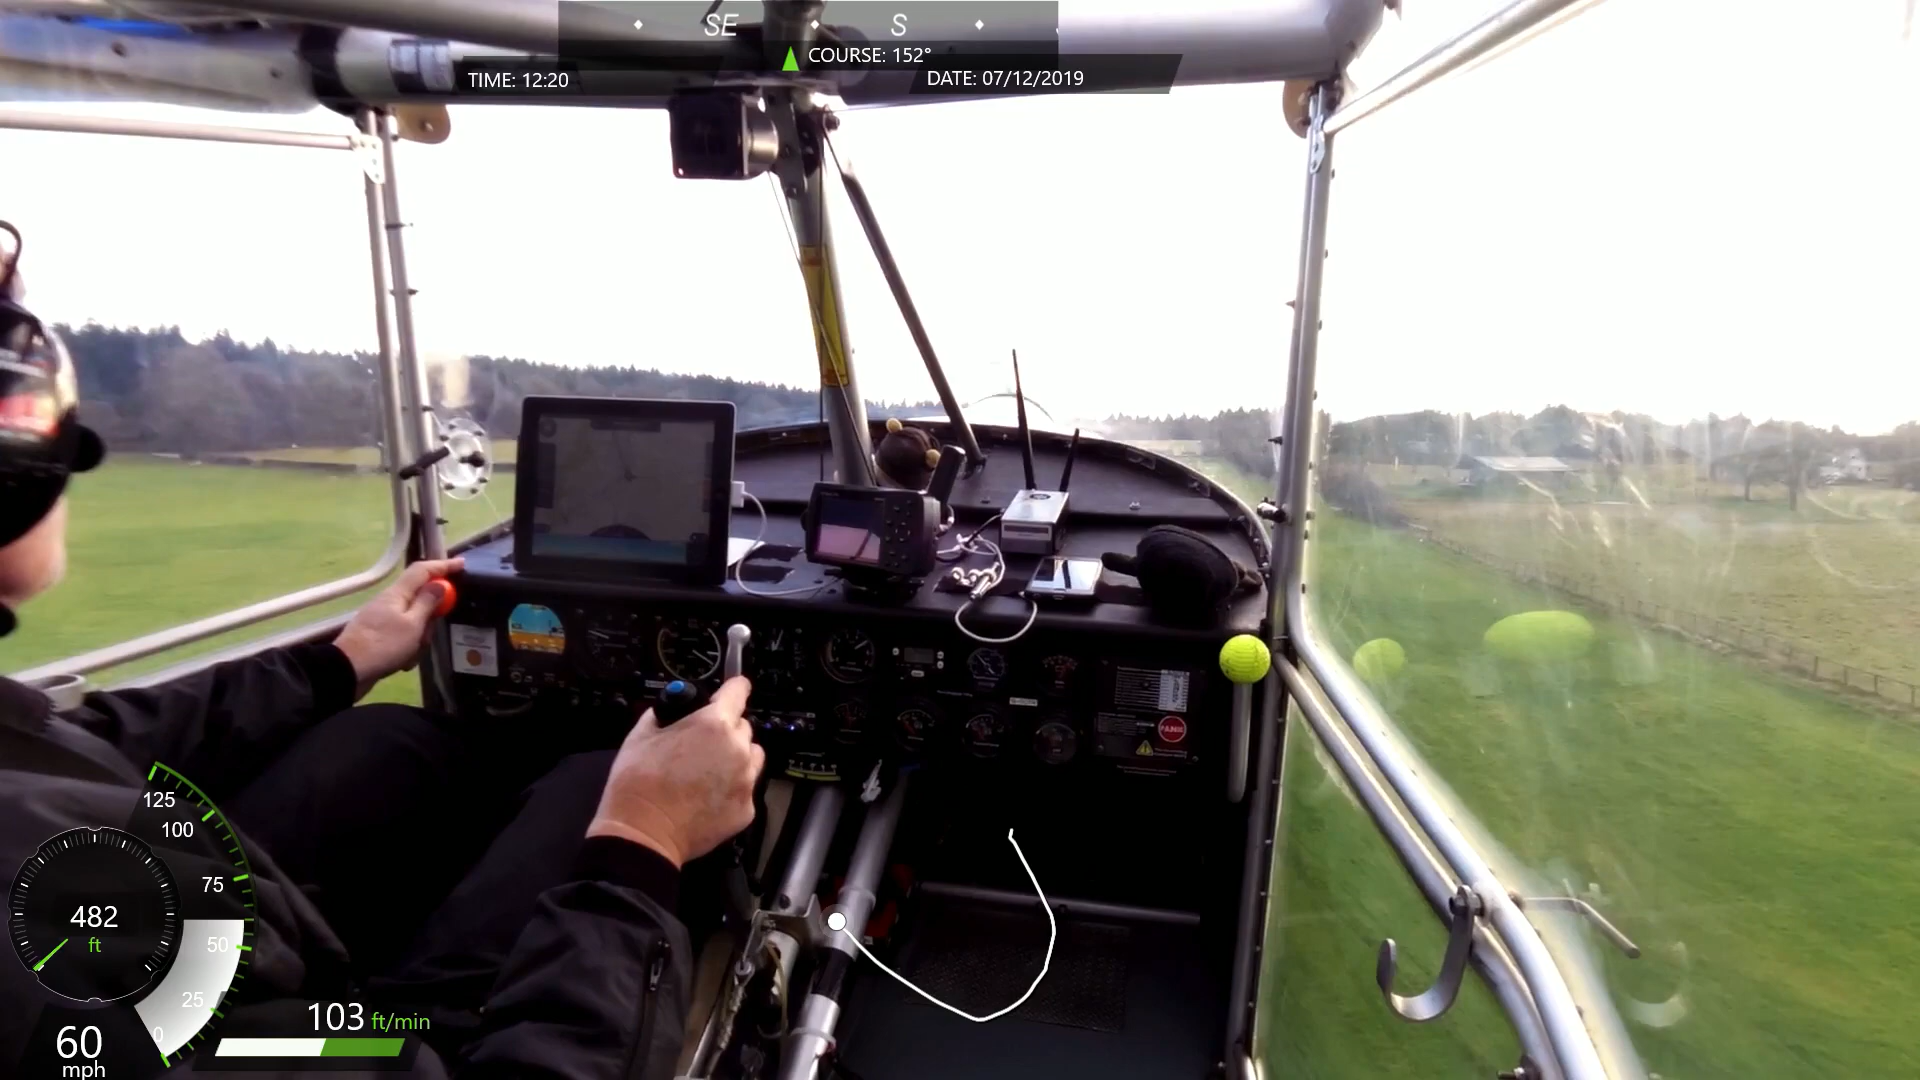 SE
S
COURSE: 152°
TIME: 12:20
DATE: 07/12/2019
125
100
75
50
25
0
482
ft
103 ft/min
60
mph
PANIC